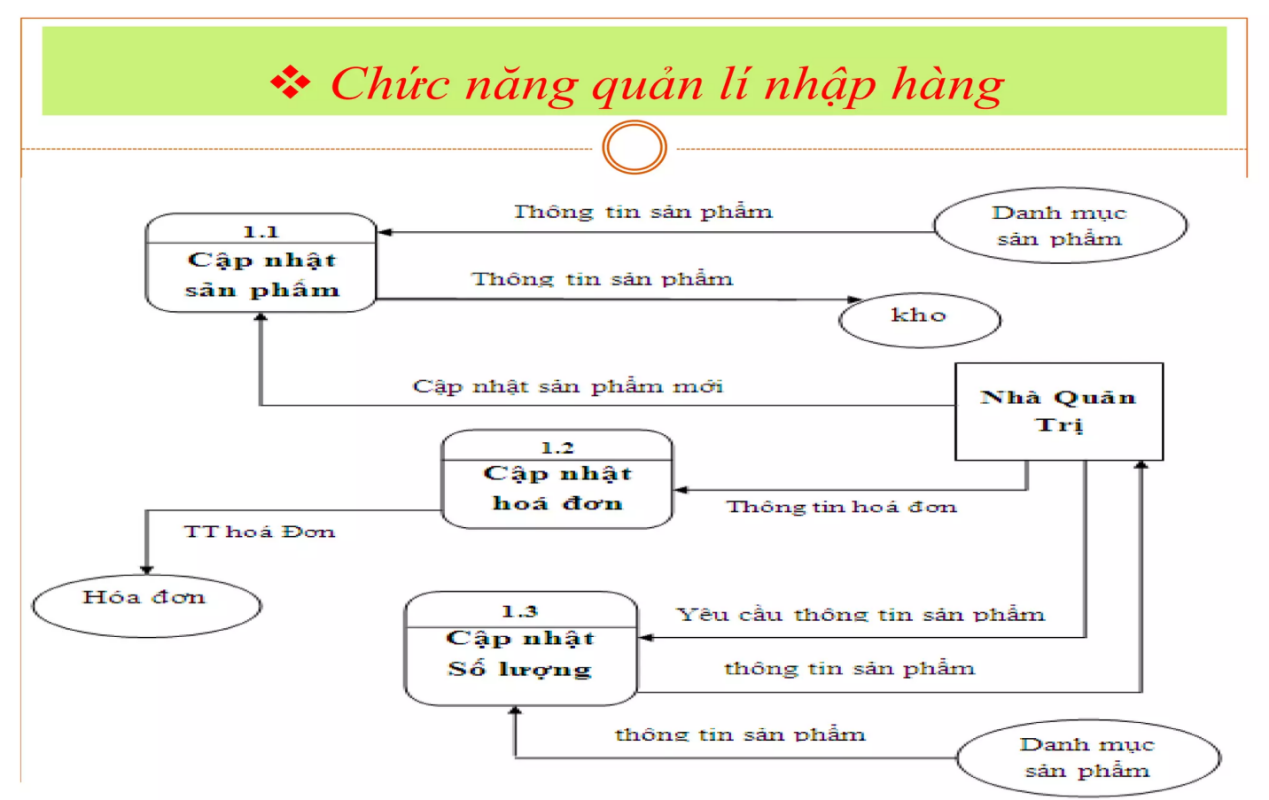 ❖ Chức năng quản lí nhập hàng
Thông tin sản phẩm
Danh mục
sản phẩm
1.1
Cập nhật
sản phẩm
Thông tin sản phẩm
kho
Cập nhật sản phẩm mới
Nhà Quản
Trị
1.2
Cập nhật
hoá đơn
Thông tin hoá đơn
TT hoá Đơn
Hóa đơn
1.3
Cập nhật
Số lượng
Yêu cầu thông tin sản phẩm
thông tin sản phẩm
thông tin sản phẩm
Danh mục
sản phẩm